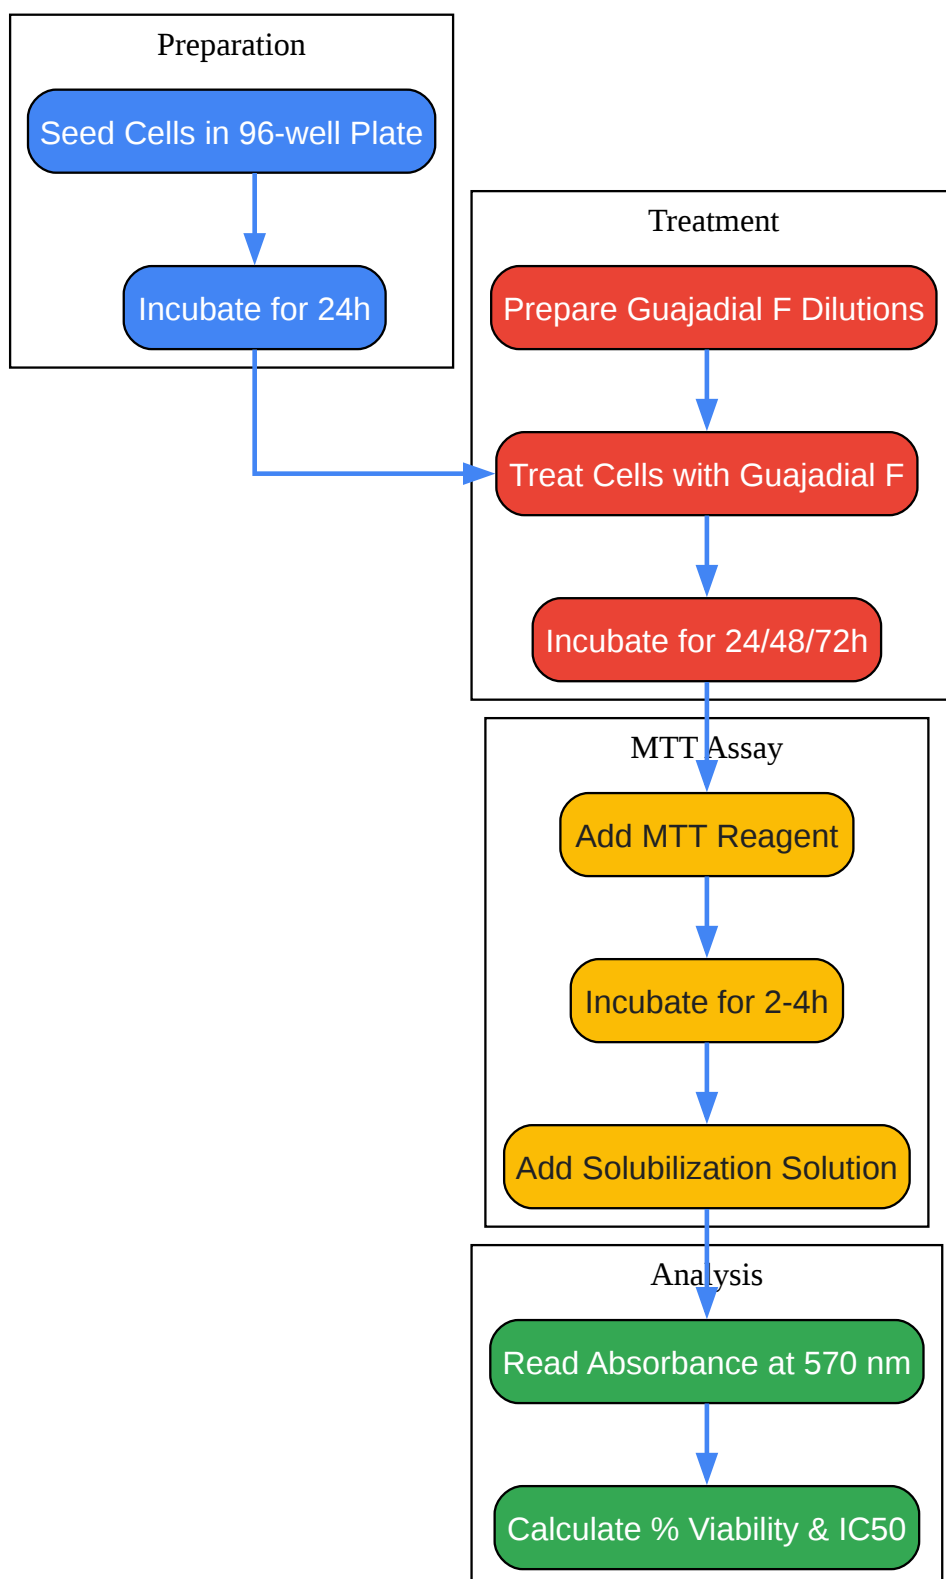 Preparation
Seed Cells in 96-well Plate
Incubate for 24h
Treatment
Prepare Guajadial F Dilutions
Treat Cells with Guajadial F
Incubate for 24/48/72h
MTT Assay
Add MTT Reagent
Incubate for 2-4h
Add Solubilization Solution
Analysis
Read Absorbance at 570 nm
Calculate % Viability & IC50